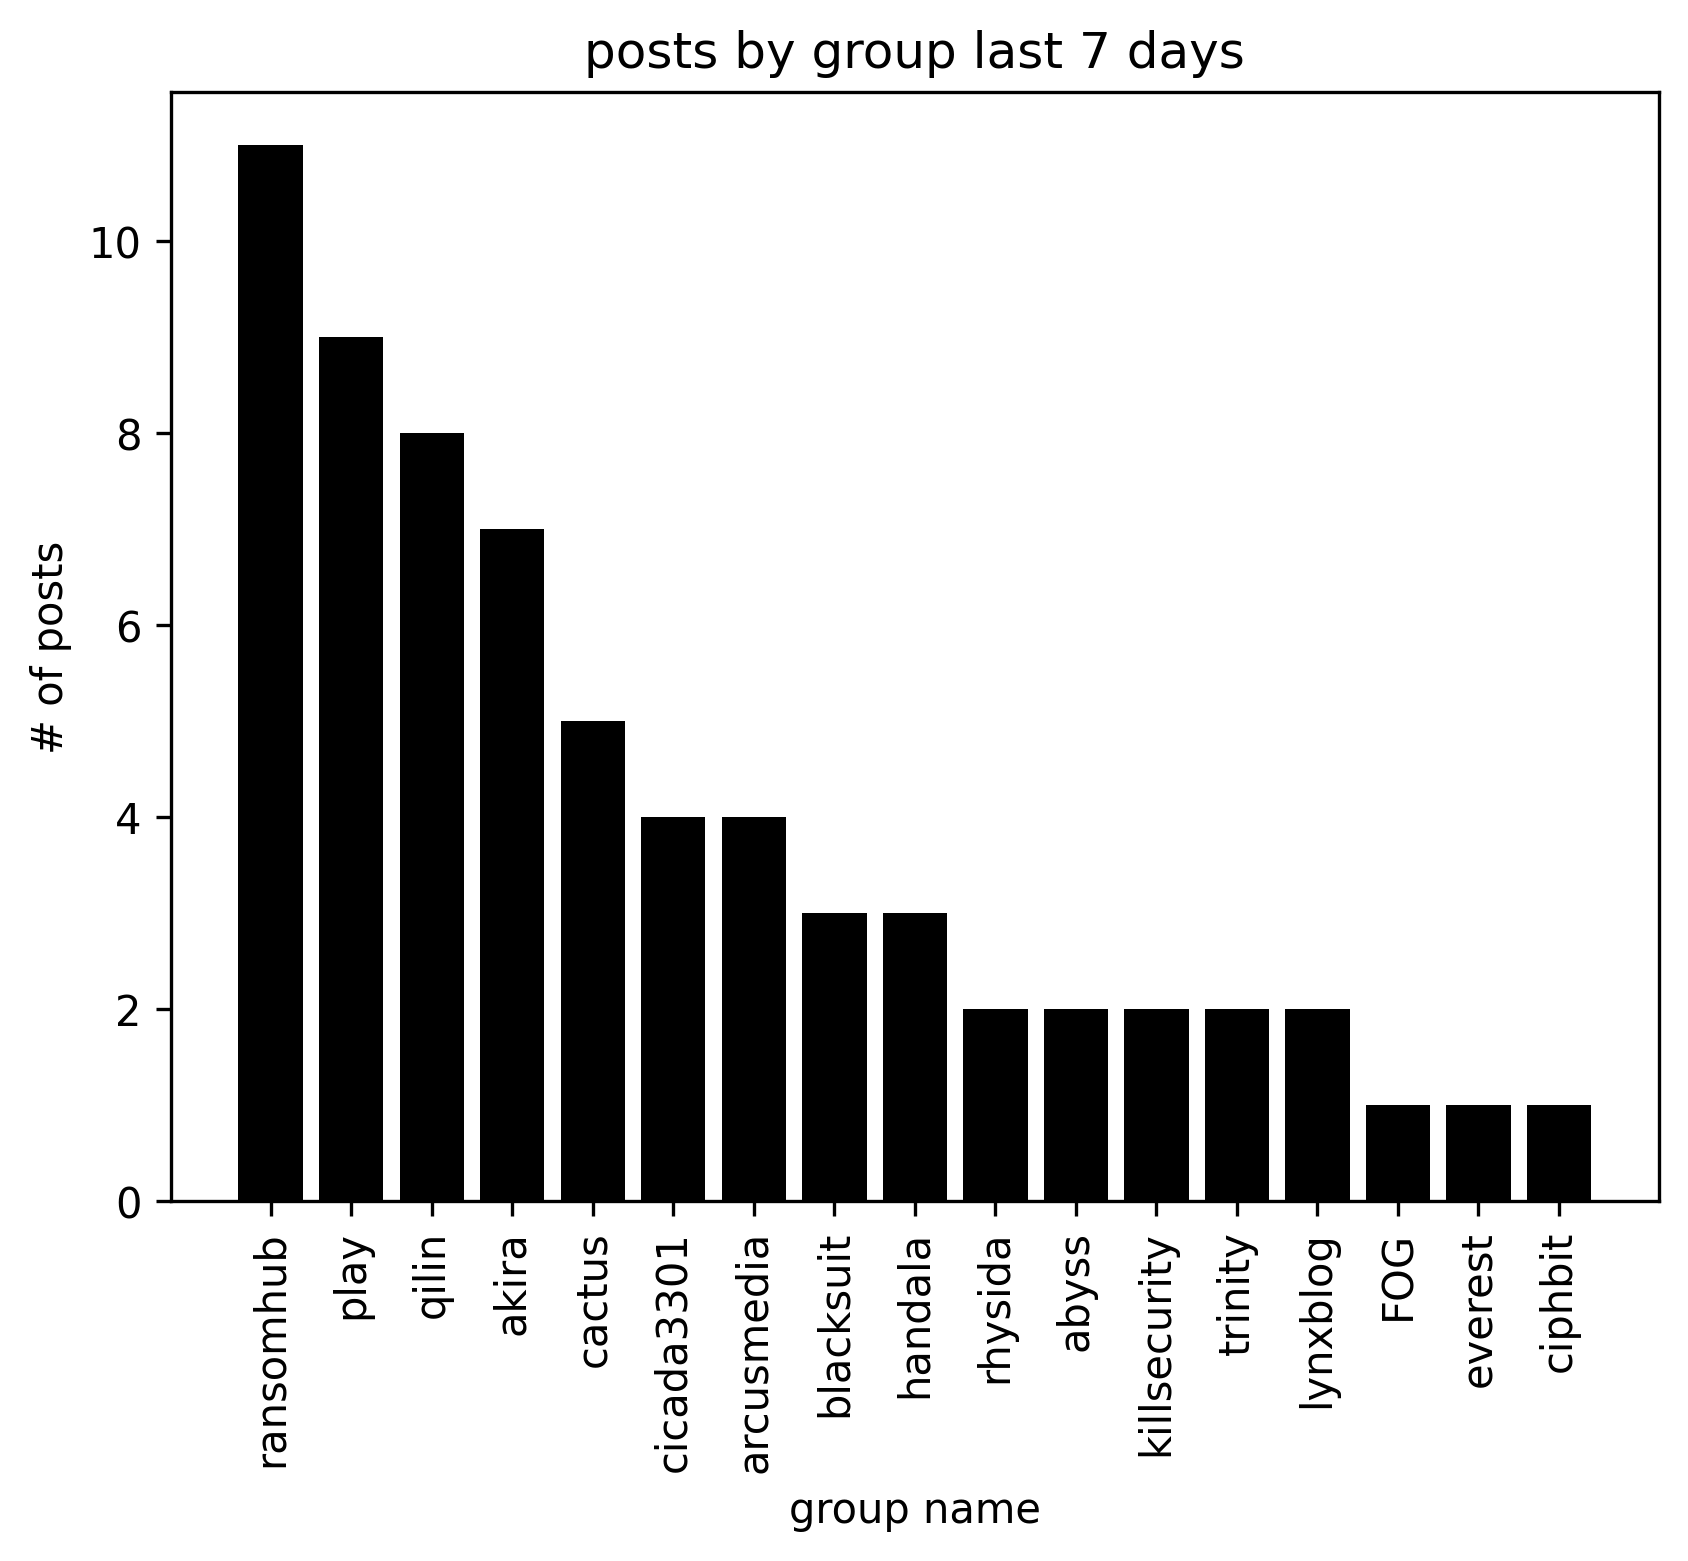 posts by group last 7 days
# of posts
10
8
6
4
2
0
ransomhub
play
qilin
akira
cactus
cicada3301
arcusmedia
blacksuit
handala
rhysida
abyss
killsecurity
trinity
lynxblog
FOG
everest
ciphbit
group name